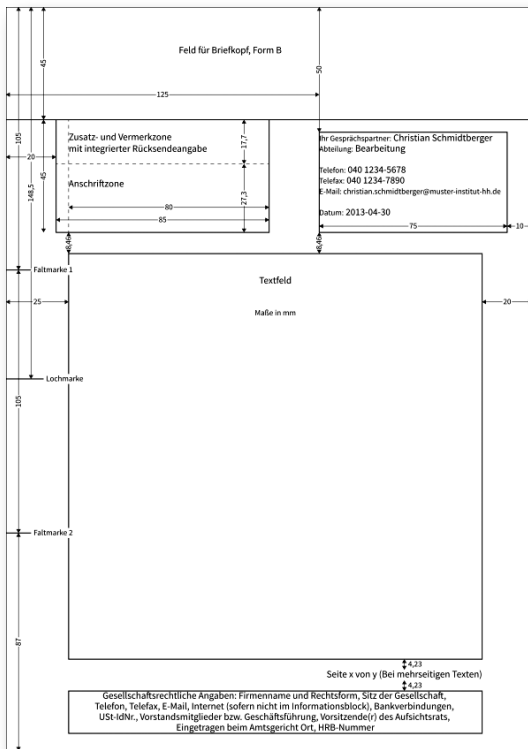 Feld für Briefkopf, Form B
45
50
125
105
148,5
20
45
Zusatz- und Vermerkzone
mit integrierter Rücksendeangabe
17,7
Anschriftzone
27,3
80
85
Ihr Gesprächspartner: Christian Schmidtberger
Abteilung: Bearbeitung
Telefon: 040 1234-5678
Telefax: 040 1234-7890
E-Mail: christian.schmidtberger@muster-institut-hh.de
Datum: 2013-04-30
75
10
8,46
8,46
Faltmarke 1
Textfeld
25
20
Maße in mm
Lochmarke
105
Faltmarke 2
87
4,23
Seite x von y (Bei mehrseitigen Texten)
4,23
Gesellschaftsrechtliche Angaben: Firmenname und Rechtsform, Sitz der Gesellschaft,
Telefon, Telefax, E-Mail, Internet (sofern nicht im Informationsblock), Bankverbindungen,
USt-IdNr., Vorstandsmitglieder bzw. Geschäftsführung, Vorsitzende(r) des Aufsichtsrats,
Eingetragen beim Amtsgericht Ort, HRB-Nummer